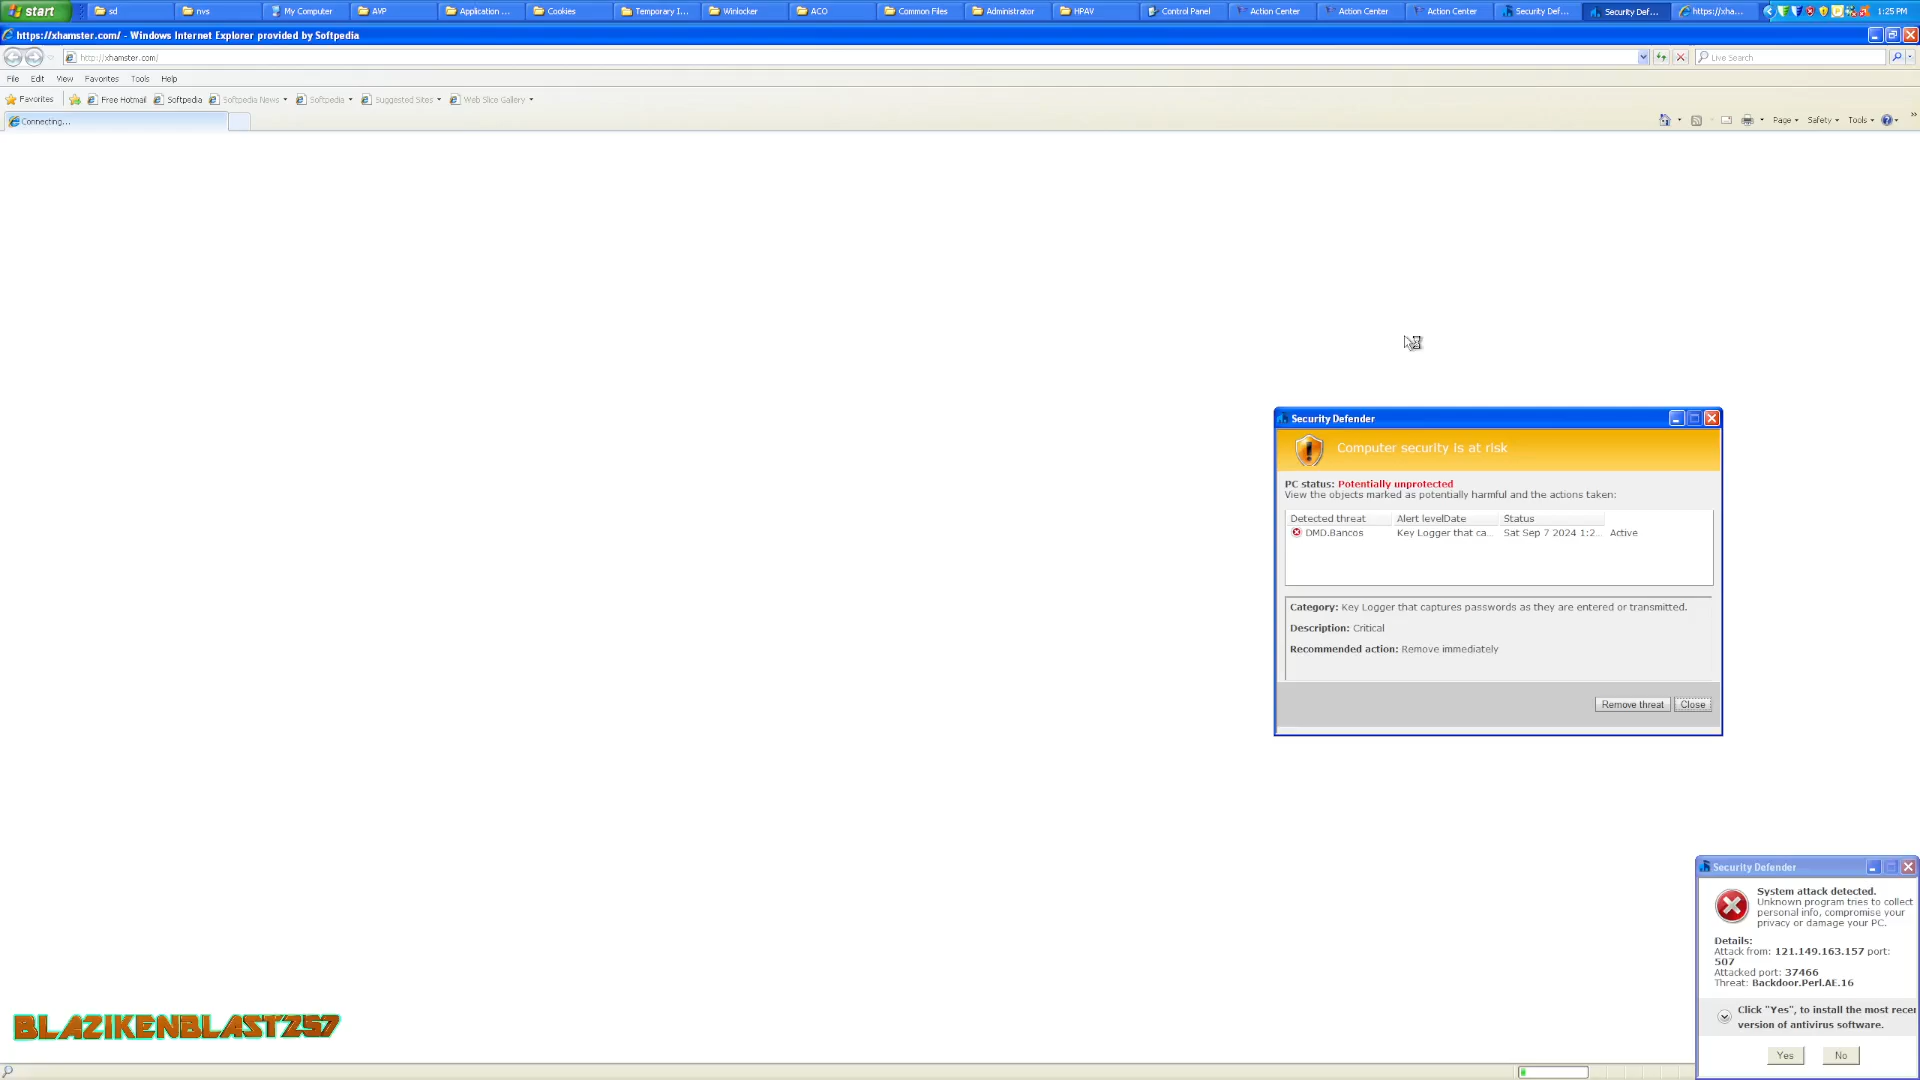 start
sd
nvs
My Computer
AVP
Application ...
Cookies
Temporary I...
Winlocker
ACO
Common Files
Administrator
HPAV
Control Panel
Action Center
Action Center
Action Center
Security Def...
Security Def...
https://xha...
1:25 PM
https://xhamster.com/ - Windows Internet Explorer provided by Softpedia
http://xhamster.com/
Live Search
File Edit View Favorites Tools Help
Favorites
Free Hotmail
Softpedia
Softpedia News
Softpedia
Suggested Sites
Web Slice Gallery
Connecting...
Page
Safety
Tools
Security Defender
Computer security is at risk
PC status: Potentially unprotected
View the objects marked as potentially harmful and the actions taken:
Detected threat Alert levelDate Status
DMD.Bancos Key Logger that ca... Sat Sep 7 2024 1:2... Active
Category: Key Logger that captures passwords as they are entered or transmitted.
Description: Critical
Recommended action: Remove immediately
Remove threat Close
Security Defender
System attack detected.
Unknown program tries to collect
personal info, compromise your
privacy or damage your PC.
Details:
Attack from: 121.149.163.157 port:
507
Attacked port: 37466
Threat: Backdoor.Perl.AE.16
Click "Yes", to install the most recer
version of antivirus software.
Yes No
BLAZIKENBLAST257